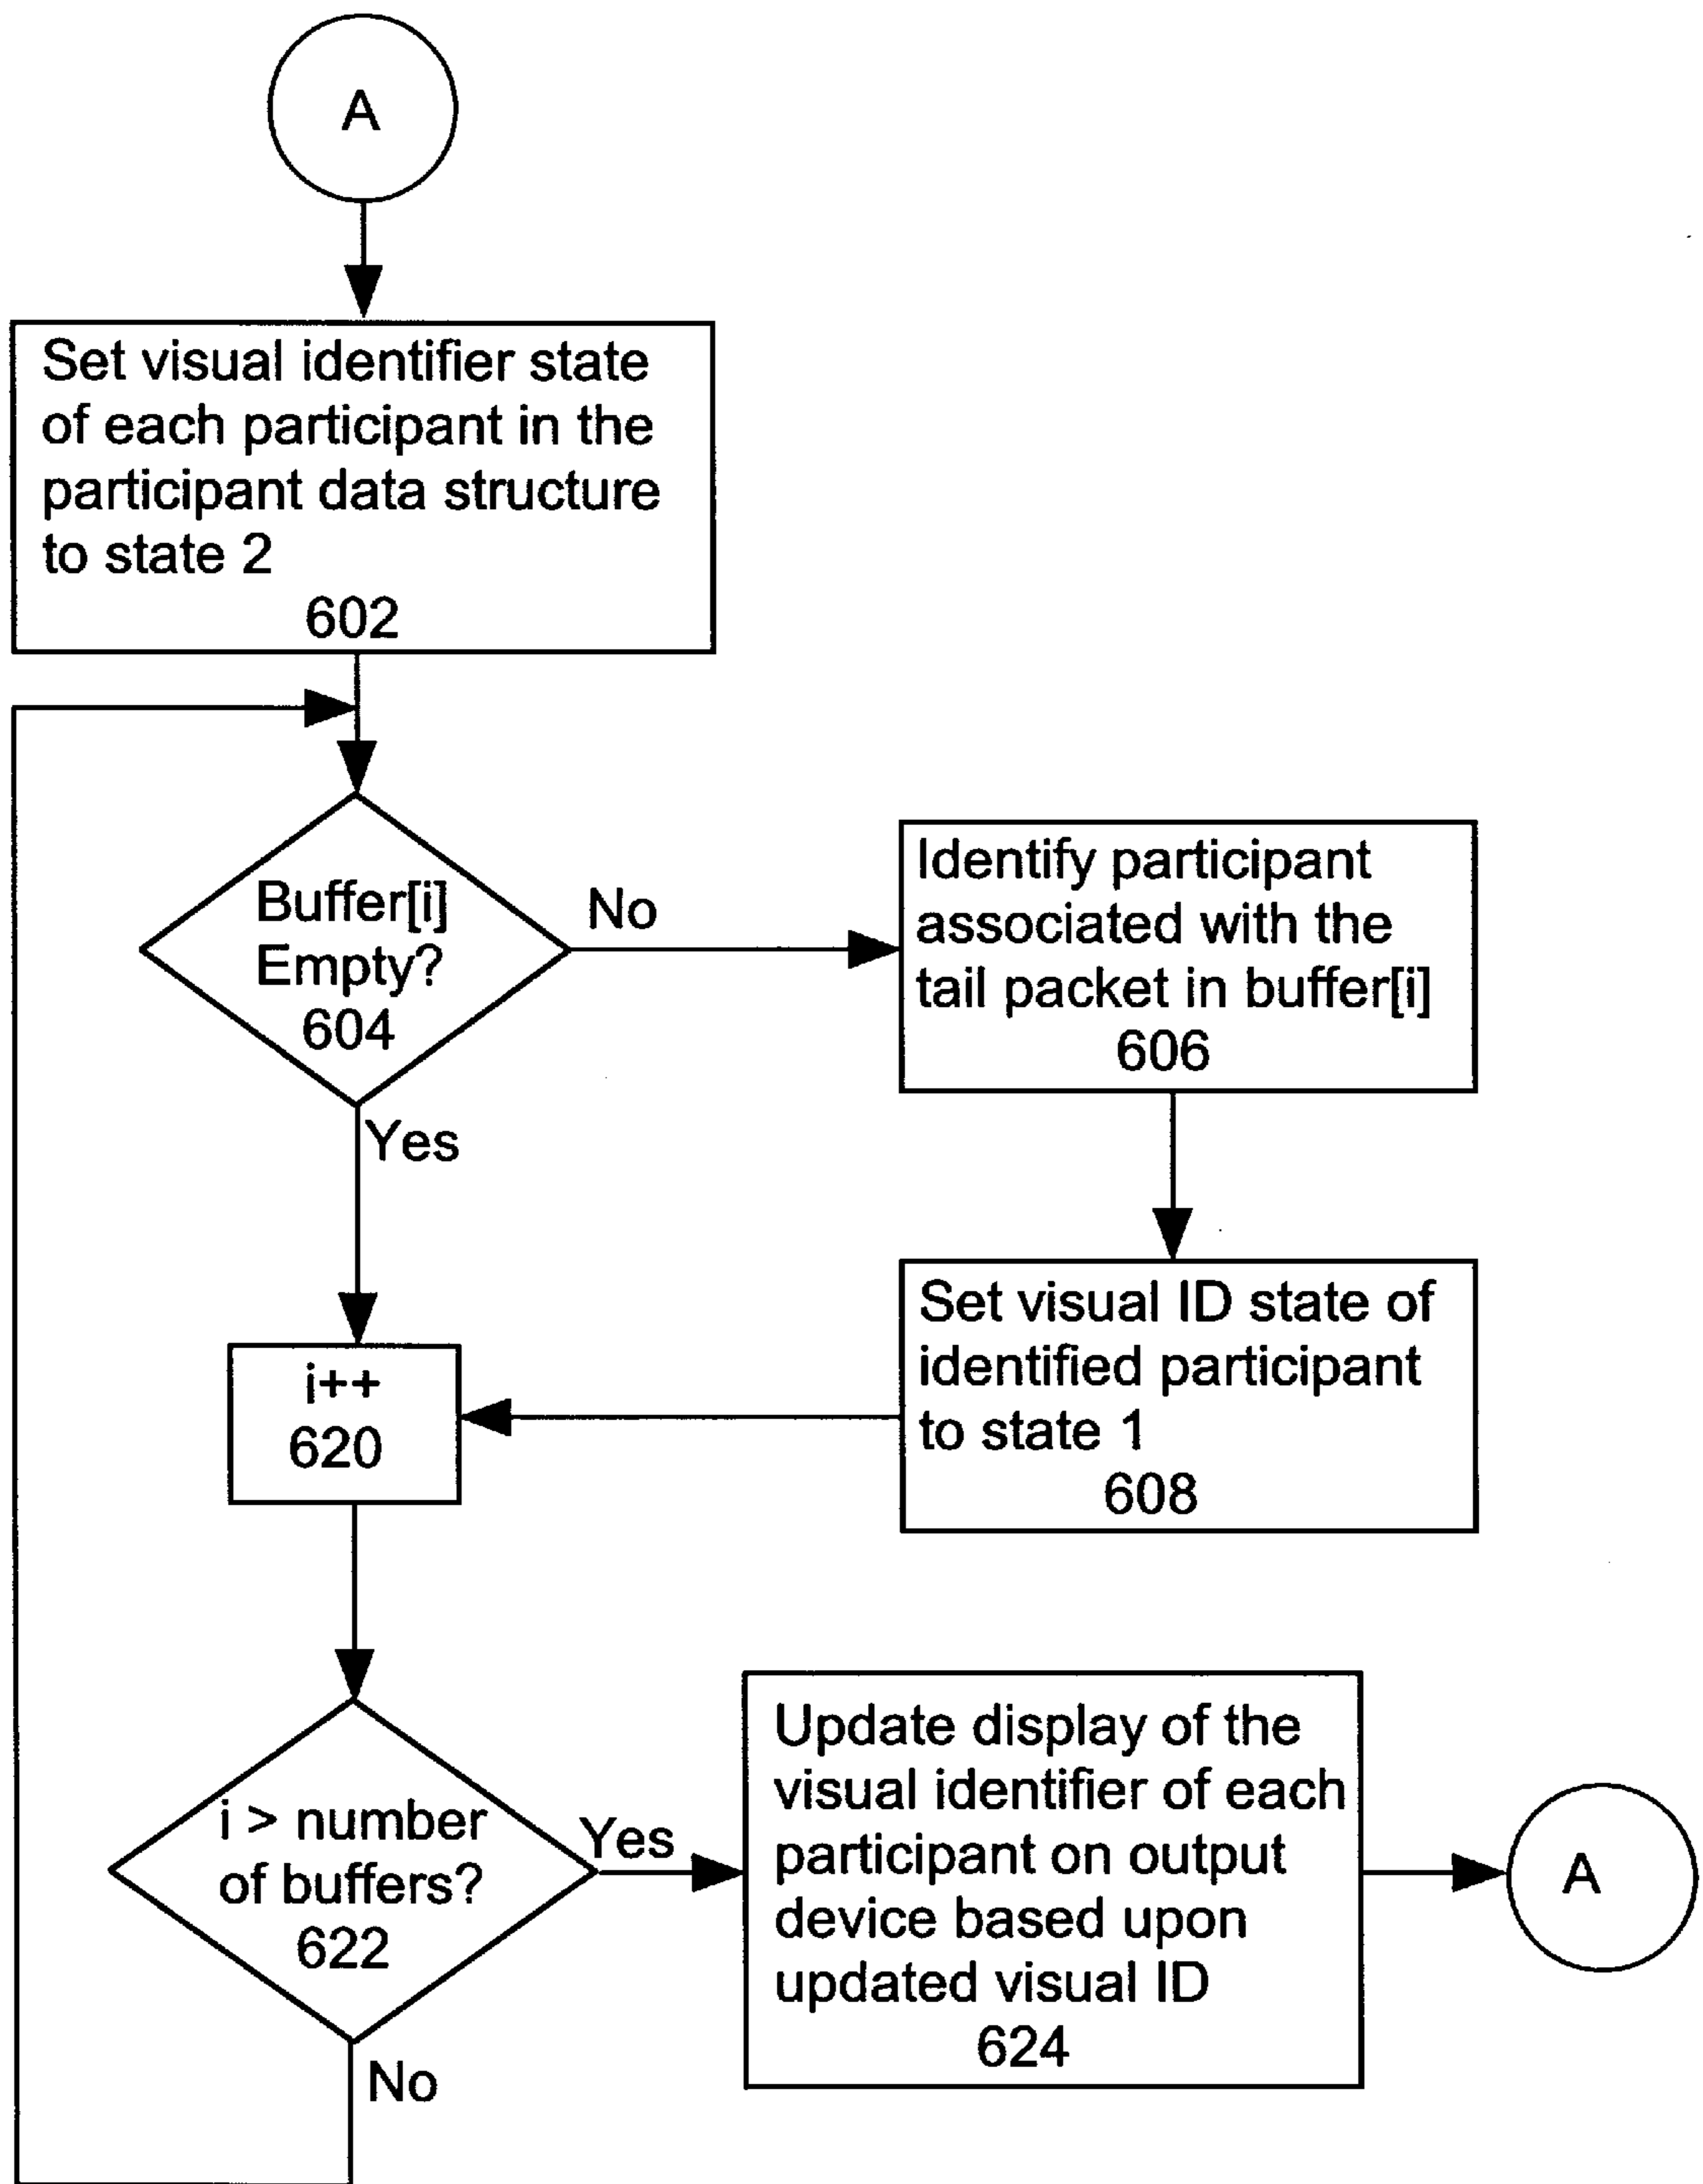 A
Set visual identifier state
of each participant in the
participant data structure
to state 2
602
Buffer[i]
Empty?
604
No
Yes
Identify participant
associated with the
tail packet in buffer[i]
606
Set visual ID state of
identified participant
to state 1
608
i++
620
i > number
of buffers?
622
Yes
No
Update display of the
visual identifier of each
participant on output
device based upon
updated visual ID
624
A